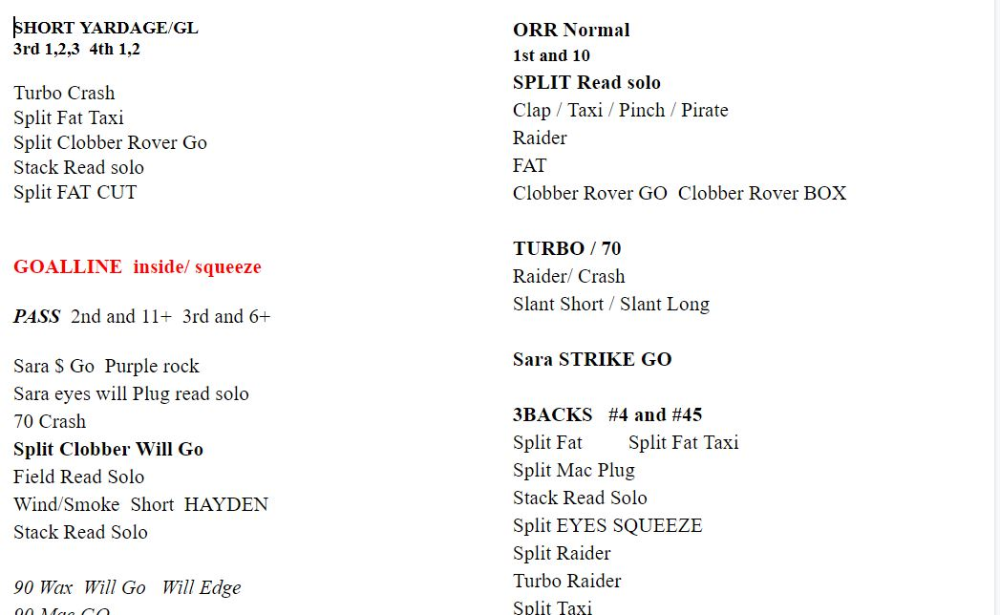 SHORT YARDAGE/GL
3rd 1,2,3  4th 1,2
Turbo Crash
Split Fat Taxi
Split Clobber Rover Go
Stack Read solo
Split FAT CUT
GOALLINE  inside/ squeeze
PASS  2nd and 11+  3rd and 6+
Sara $ Go  Purple rock
Sara eyes will Plug read solo
70 Crash
Split Clobber Will Go
Field Read Solo
Wind/Smoke  Short  HAYDEN
Stack Read Solo
90 Wax  Will Go   Will Edge
90 Mac GO
ORR Normal
1st and 10
SPLIT Read solo
Clap / Taxi / Pinch / Pirate
Raider
FAT
Clobber Rover GO  Clobber Rover BOX
TURBO / 70
Raider/ Crash
Slant Short / Slant Long
Sara STRIKE GO
3BACKS   #4 and #45
Split Fat         Split Fat Taxi
Split Mac Plug
Stack Read Solo
Split EYES SQUEEZE
Split Raider
Turbo Raider
Split Taxi